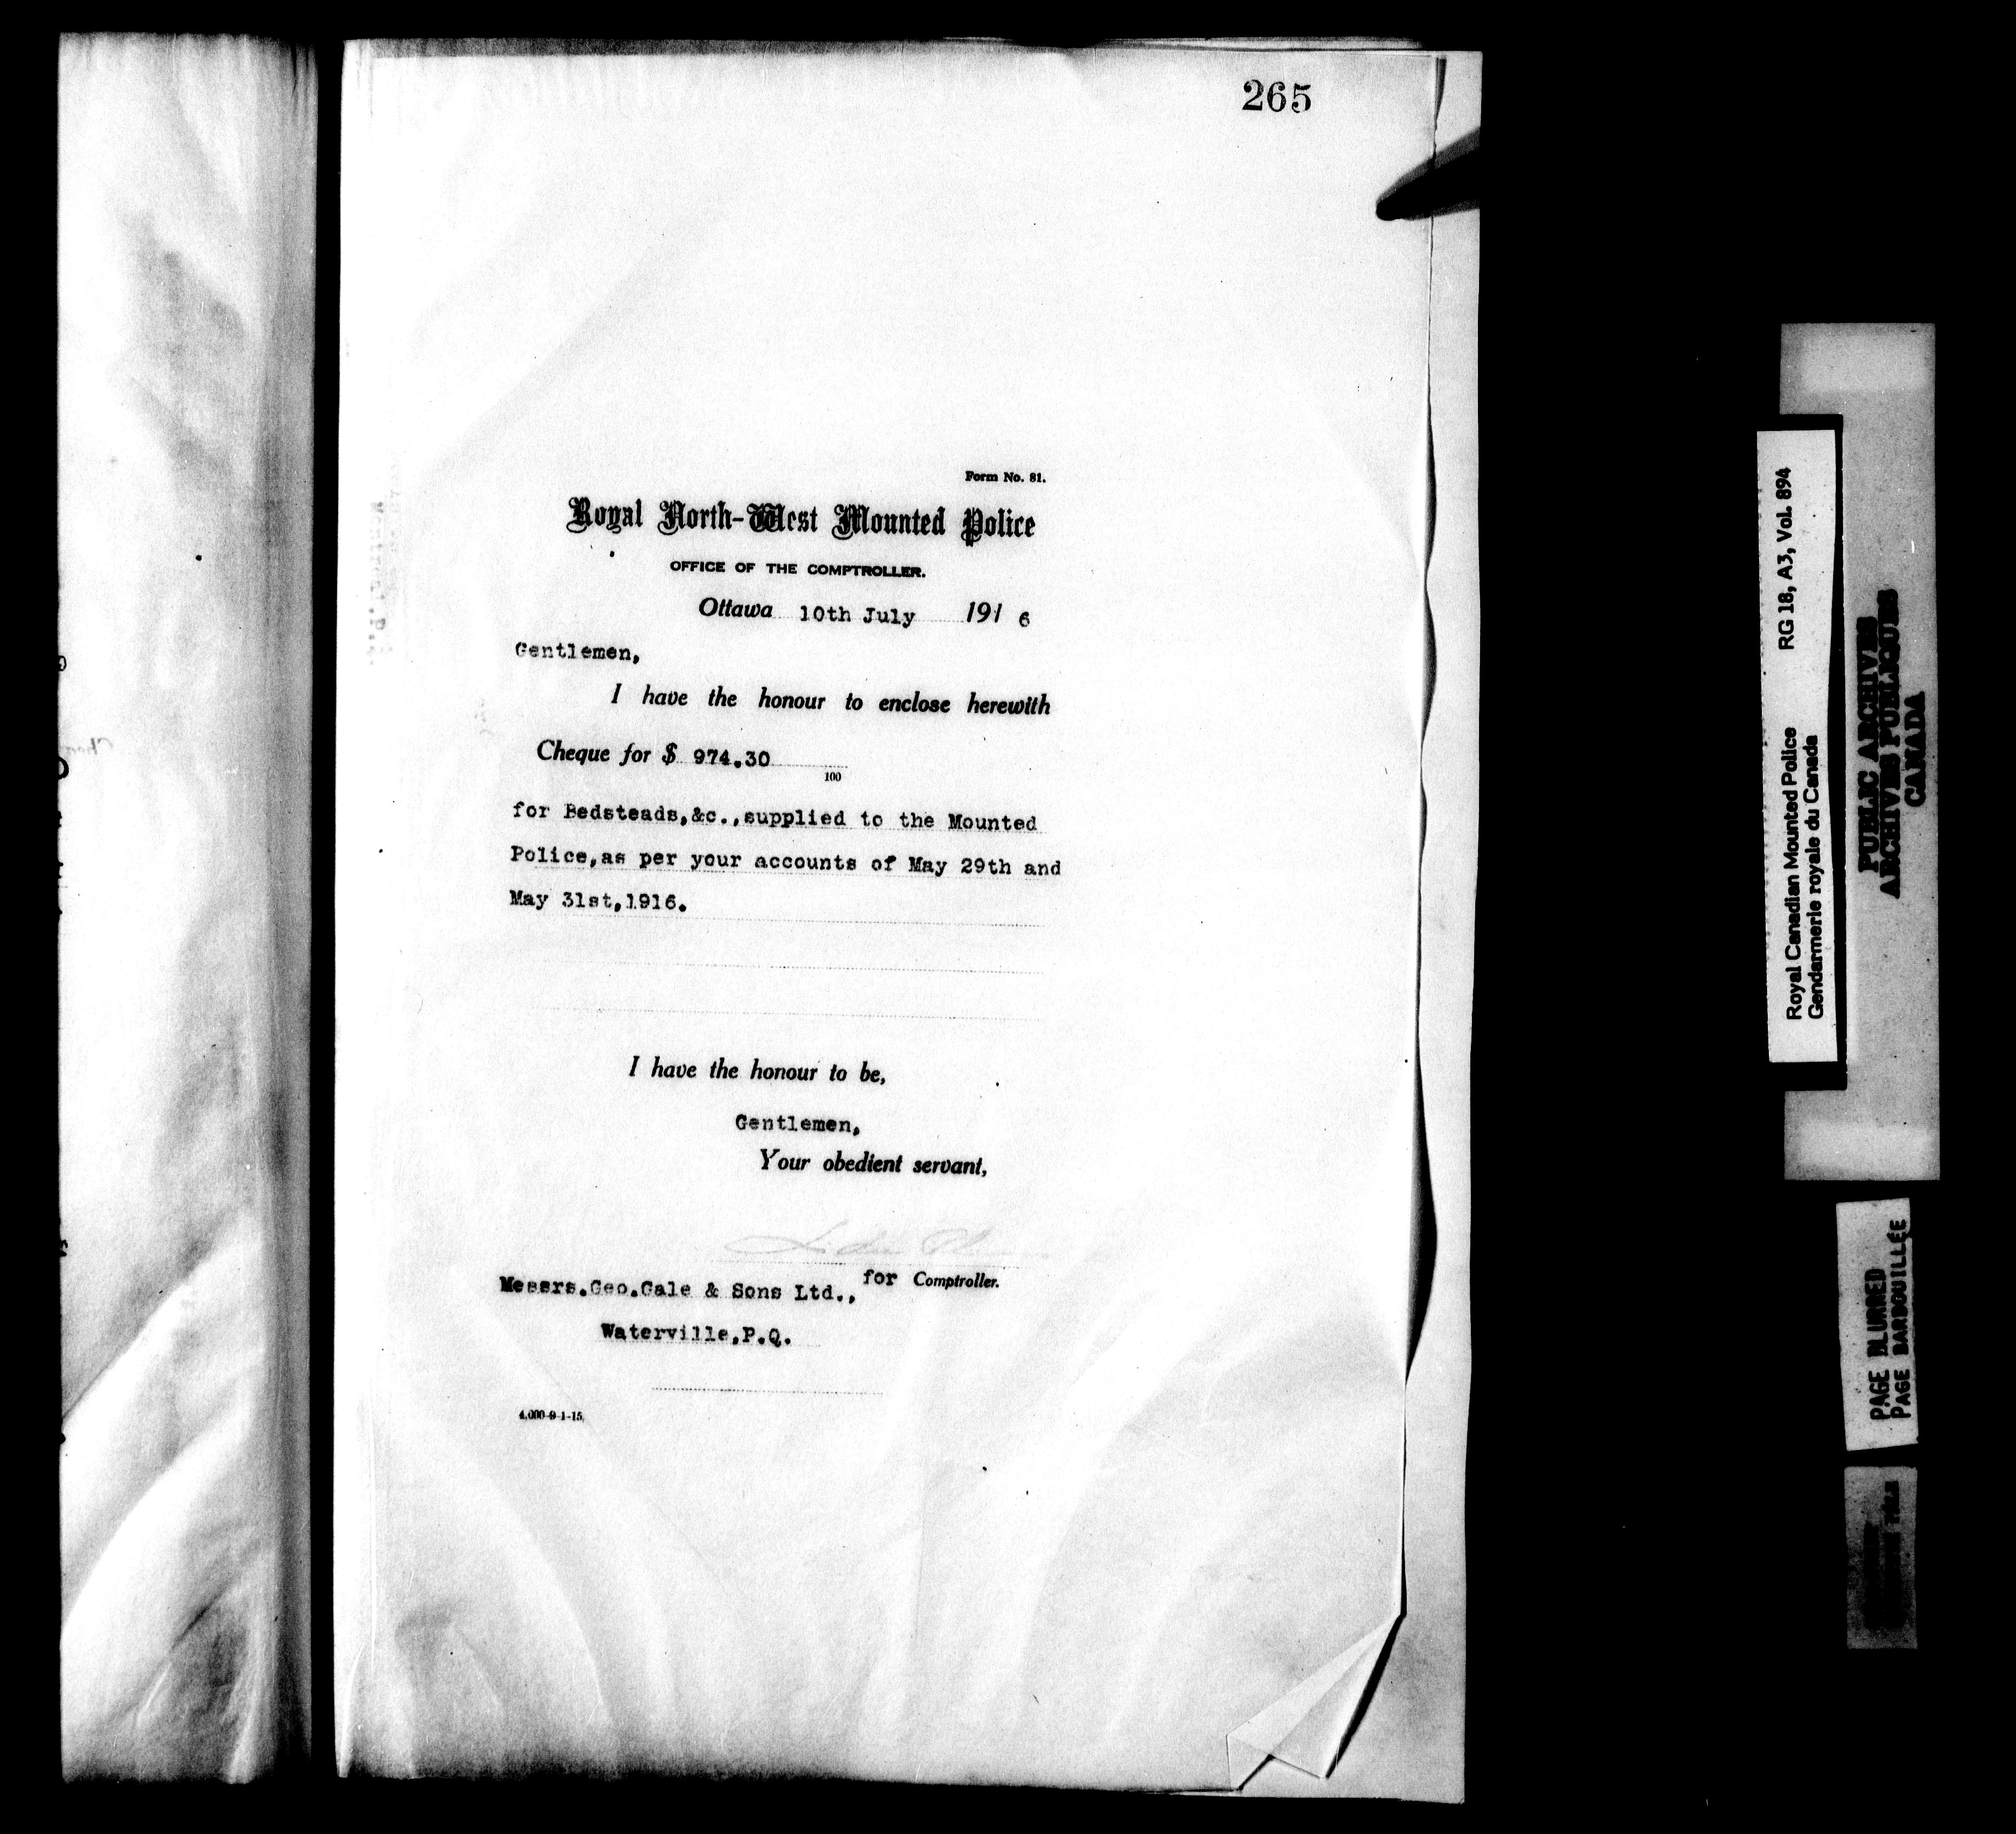 265
Form No. 81.
Royal North-West Mounted Police
OFFICE OF THE COMPTROLLER.
Ottawa 10th July 191 6
Gentlemen,
I have the honour to enclose herewith
Cheque for $ 974.30
100
for Bedsteads,&c.,supplied to the Mounted
Police,as per your accounts of May 29th and
May 31st,1916.
I have the honour to be,
Gentlemen,
Your obedient servant,
for Comptroller.
Messrs.Geo.Gale & Sons Ltd.,
Waterville,P.Q.
4,000-9-1-15.
RG 18, A3, Vol. 894
Royal Canadian Mounted Police
Gendarmerie royale du Canada
PUBLIC ARCHIVES
ARCHIVES PUBLIQUES
CANADA
PAGE BLURRED
PAGE BARBOUILLÉE